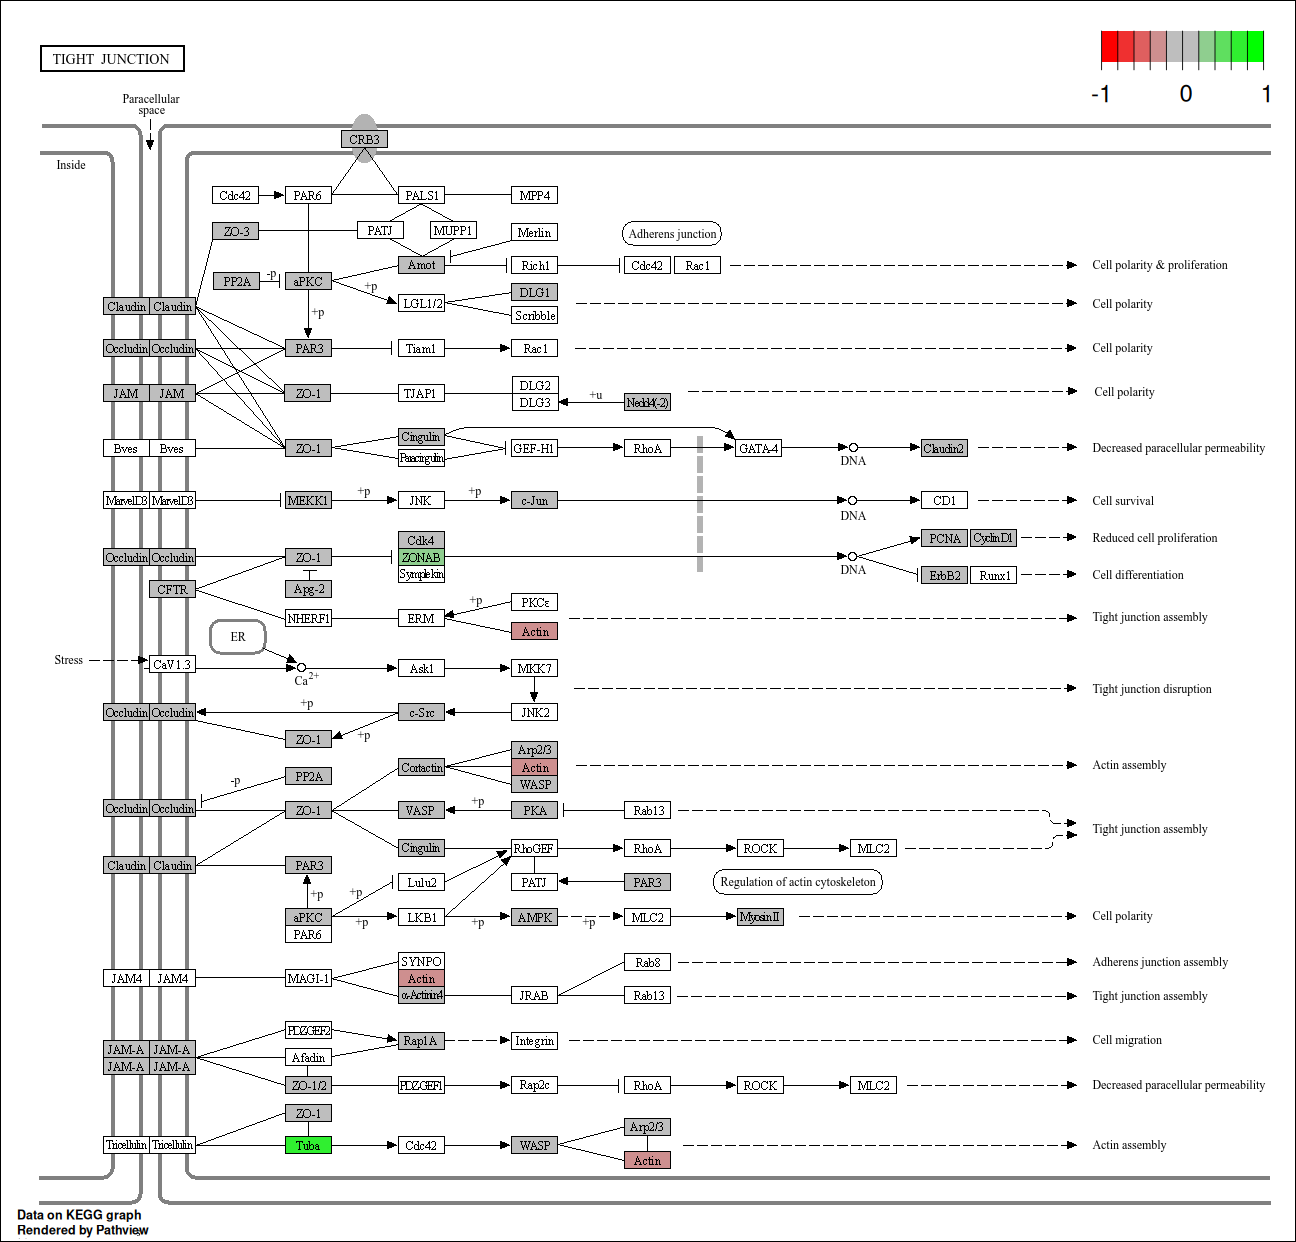 TIGHT JUNCTION
-1 0 1
Paracellular
space
Inside
CRB3
Cdc42 PAR6 PALS1 MPP4
ZO-3 PATJ MUPP1 Merlin Adherens junction
PP2A -p aPKC Amot Rich1 Cdc42 Rac1 Cell polarity & proliferation
+p LGL1/2 DLG1 Cell polarity
Claudin Claudin +p Scribble
Occludin Occludin PAR3 Tiam1 Rac1 Cell polarity
JAM JAM ZO-1 TJAP1 DLG2 Cell polarity
DLG3 +u Nedd4(-2)
Bves Bves ZO-1 Cingulin GEF-H1 RhoA GATA-4 DNA Claudin2 Decreased paracellular permeability
Paracingulin
MarvelD3 MarvelD3 MEKK1 +p JNK +p c-Jun DNA CD1 Cell survival
Cdk4 PCNA CyclinD1 Reduced cell proliferation
Occludin Occludin ZO-1 ZONAB DNA
Symplekin ErbB2 Runx1 Cell differentiation
CFTR Apg-2
NHERF1 ERM +p PKCε Tight junction assembly
Actin
ER
Stress CaV1.3 Ca2+ Ask1 MKK7
Tight junction disruption
Occludin Occludin +p c-Src JNK2
ZO-1 +p
-p PP2A Cortactin Arp2/3
Actin Actin assembly
WASP
Occludin Occludin ZO-1 VASP +p PKA Rab13
Tight junction assembly
Cingulin RhoGEF RhoA ROCK MLC2
Claudin Claudin PAR3
+p +p Lulu2 PATJ PAR3 Regulation of actin cytoskeleton
aPKC +p LKB1 +p AMPK +p MLC2 MyosinII Cell polarity
PAR6
SYNPO Rab8 Adherens junction assembly
JAM4 JAM4 MAGI-1 Actin
α-Actinin4 JRAB Rab13 Tight junction assembly
PDZGEF2
JAM-A JAM-A Rap1A Integrin Cell migration
JAM-A JAM-A Afadin
ZO-1/2 PDZGEF1 Rap2c RhoA ROCK MLC2 Decreased paracellular permeability
ZO-1 Arp2/3
Tricellulin Tricellulin Tuba Cdc42 WASP Actin assembly
Actin
Data on KEGG graph
Rendered by Pathview